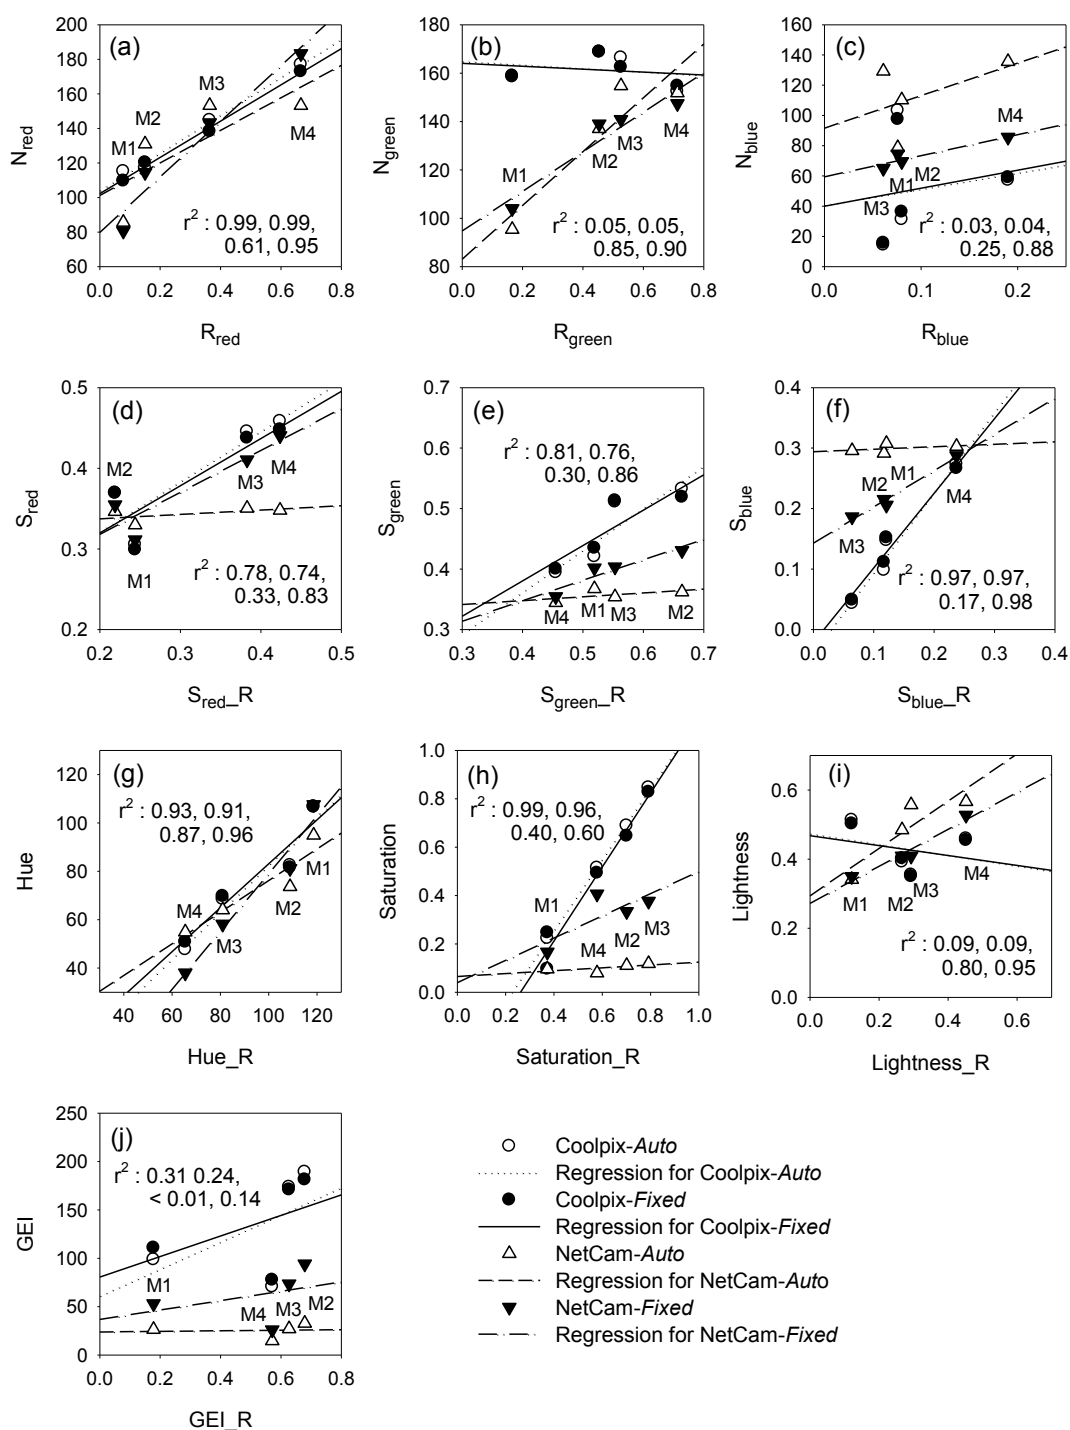 (a)
200
180
160
140
120
100
80
60
N_red
M1
M2
M3
M4
r² : 0.99, 0.99,
0.61, 0.95
0.0 0.2 0.4 0.6 0.8
R_red
(b)
200
180
160
140
120
100
80
N_green
M1
M2
M3
M4
r² : 0.05, 0.05,
0.85, 0.90
0.0 0.2 0.4 0.6 0.8
R_green
(c)
160
140
120
100
80
60
40
20
0
N_blue
M4
M1 M2
M3
r² : 0.03, 0.04,
0.25, 0.88
0.0 0.1 0.2
R_blue
(d)
0.5
0.4
0.3
0.2
S_red
M2
M4
M3
M1
r² : 0.78, 0.74,
0.33, 0.83
0.2 0.3 0.4 0.5
S_red_R
(e)
0.7
0.6
0.5
0.4
0.3
S_green
r² : 0.81, 0.76,
0.30, 0.86
M4 M1 M3 M2
0.3 0.4 0.5 0.6 0.7
S_green_R
(f)
0.4
0.3
0.2
0.1
0.0
S_blue
M1
M2
M4
M3
r² : 0.97, 0.97,
0.17, 0.98
0.0 0.1 0.2 0.3 0.4
S_blue_R
(g)
120
100
80
60
40
Hue
r² : 0.93, 0.91,
0.87, 0.96
M1
M2
M4
M3
40 60 80 100 120
Hue_R
(h)
1.0
0.8
0.6
0.4
0.2
0.0
Saturation
r² : 0.99, 0.96,
0.40, 0.60
M1
M4 M2 M3
0.0 0.2 0.4 0.6 0.8 1.0
Saturation_R
(i)
0.6
0.4
0.2
0.0
Lightness
M1 M2 M3 M4
r² : 0.09, 0.09,
0.80, 0.95
0.0 0.2 0.4 0.6
Lightness_R
(j)
250
200
150
100
50
0
GEI
r² : 0.31 0.24,
< 0.01, 0.14
M1
M4 M3 M2
0.0 0.2 0.4 0.6 0.8
GEI_R
Coolpix-Auto
Regression for Coolpix-Auto
Coolpix-Fixed
Regression for Coolpix-Fixed
NetCam-Auto
Regression for NetCam-Auto
NetCam-Fixed
Regression for NetCam-Fixed